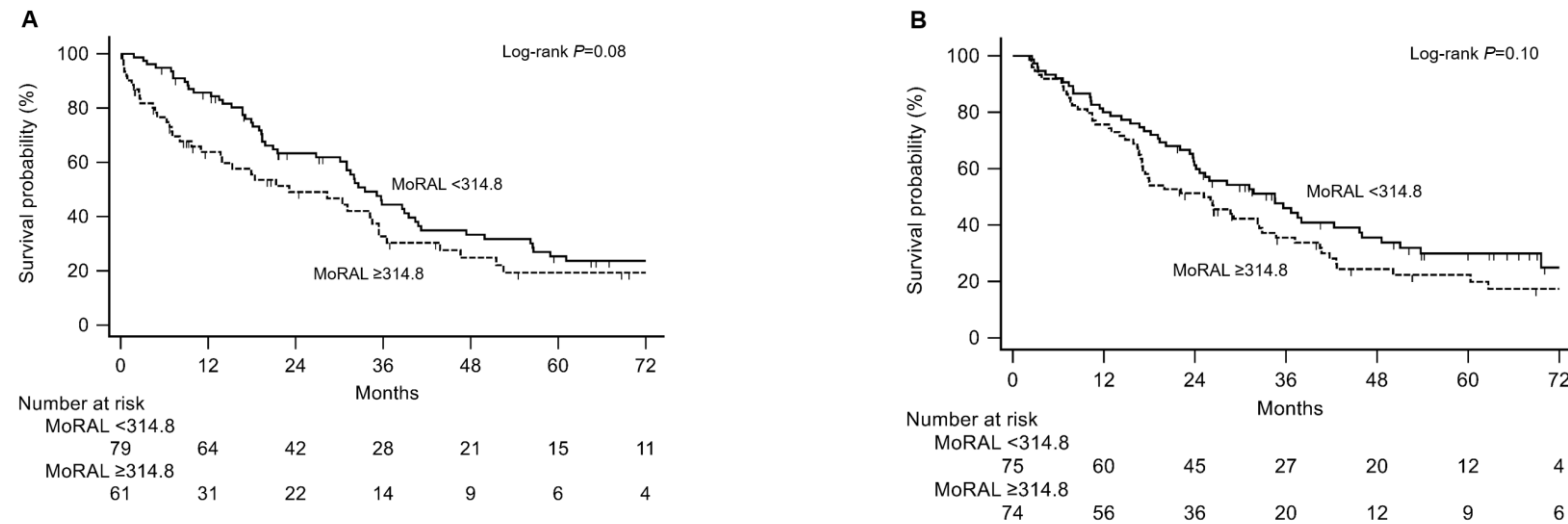 A
Log-rank P=0.08
Survival probability (%)
100
80
60
40
20
0
MoRAL <314.8
MoRAL ≥314.8
0 12 24 36 48 60 72
Months
Number at risk
MoRAL <314.8
79 64 42 28 21 15 11
MoRAL ≥314.8
61 31 22 14 9 6 4
B
Log-rank P=0.10
Survival probability (%)
100
80
60
40
20
0
MoRAL <314.8
MoRAL ≥314.8
0 12 24 36 48 60 72
Months
Number at risk
MoRAL <314.8
75 60 45 27 20 12 4
MoRAL ≥314.8
74 56 36 20 12 9 6